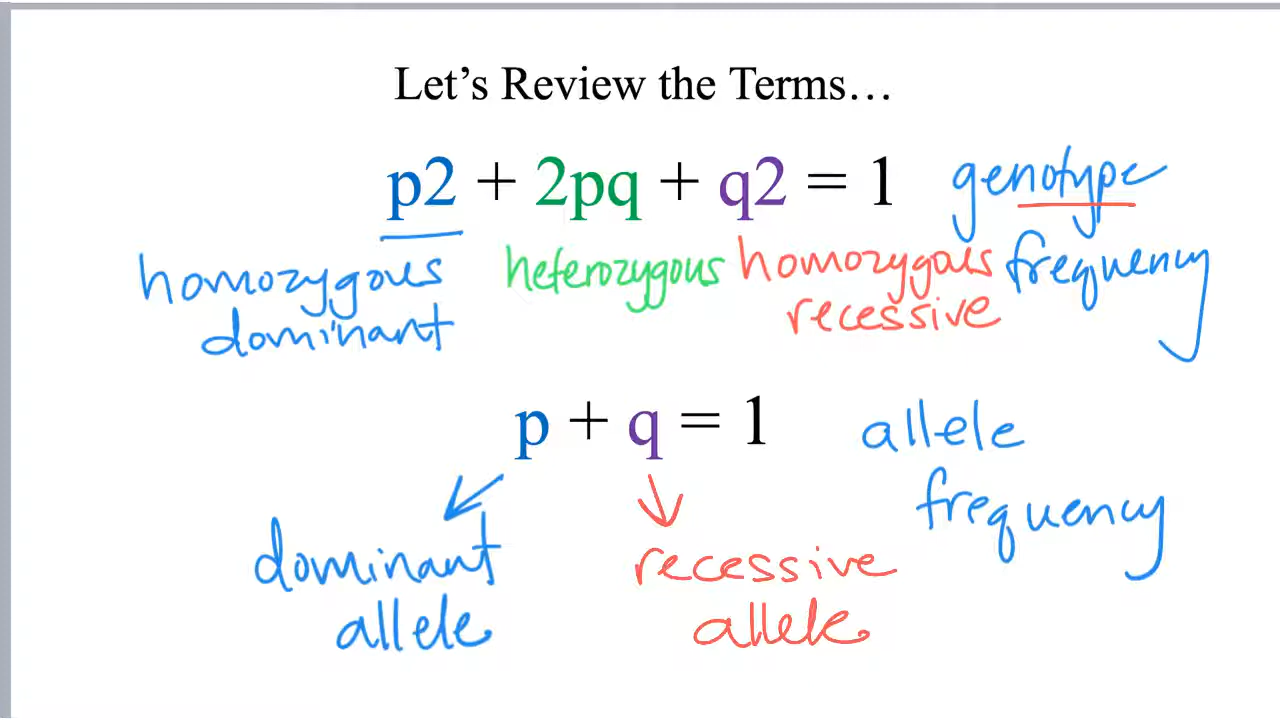 Let's Review the Terms…
p2 + 2pq + q2 = 1
genotype
frequency
homozygous
dominant
heterozygous
homozygous
recessive
p + q = 1
allele
frequency
dominant
allele
recessive
allele